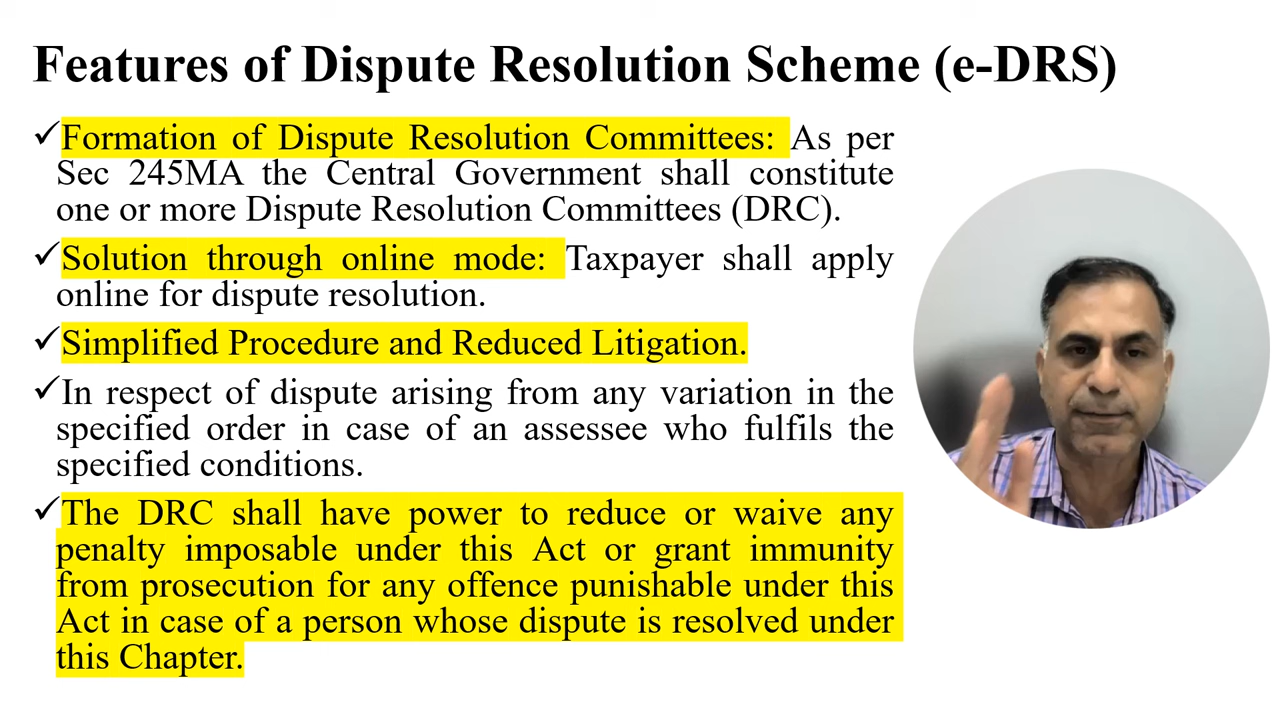 Features of Dispute Resolution Scheme (e-DRS)
✓Formation of Dispute Resolution Committees: As per
Sec 245MA the Central Government shall constitute
one or more Dispute Resolution Committees (DRC).
✓Solution through online mode: Taxpayer shall apply
online for dispute resolution.
✓Simplified Procedure and Reduced Litigation.
✓In respect of dispute arising from any variation in the
specified order in case of an assessee who fulfils the
specified conditions.
✓The DRC shall have power to reduce or waive any
penalty imposable under this Act or grant immunity
from prosecution for any offence punishable under this
Act in case of a person whose dispute is resolved under
this Chapter.